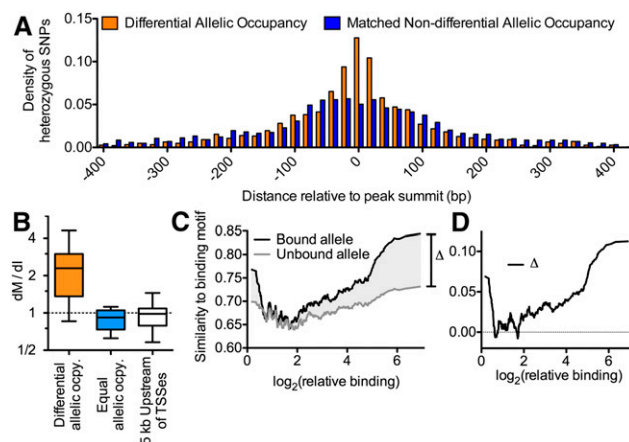 A
Differential Allelic Occupancy
Matched Non-differential Allelic Occupancy
Density of
heterozygous SNPs
0.15
0.10
0.05
0.00
-400
-200
-100
0
100
200
300
400
Distance relative to peak summit (bp)
B
dM / dI
4
2
1
1/2
Differential
allelic ocpy.
Equal
allelic ocpy.
5 kb Upstream
of TSSes
C
Similarity to binding motif
0.85
0.80
0.75
0.70
0.65
0.60
Bound allele
Unbound allele
Δ
0
2
4
6
log2(relative binding)
D
0.10
0.05
0.00
Δ
0
2
4
6
log2(relative binding)